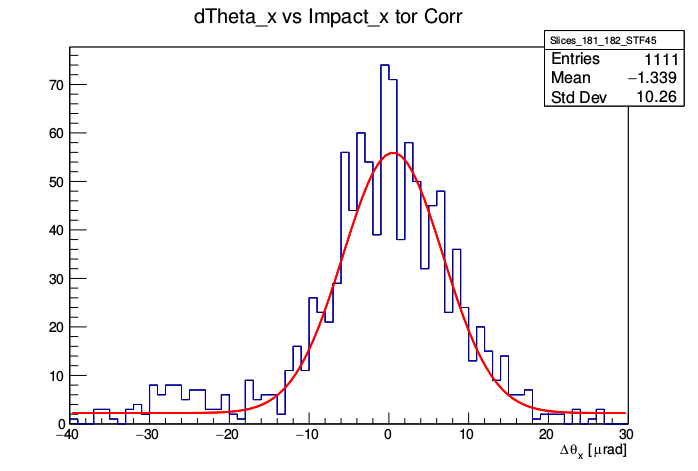 dTheta_x vs Impact_x tor Corr
Slices_181_182_STF45
Entries 1111
Mean −1.339
Std Dev 10.26
70
60
50
40
30
20
10
0
−40 −30 −20 −10 0 10 20 30
Δθx [μrad]